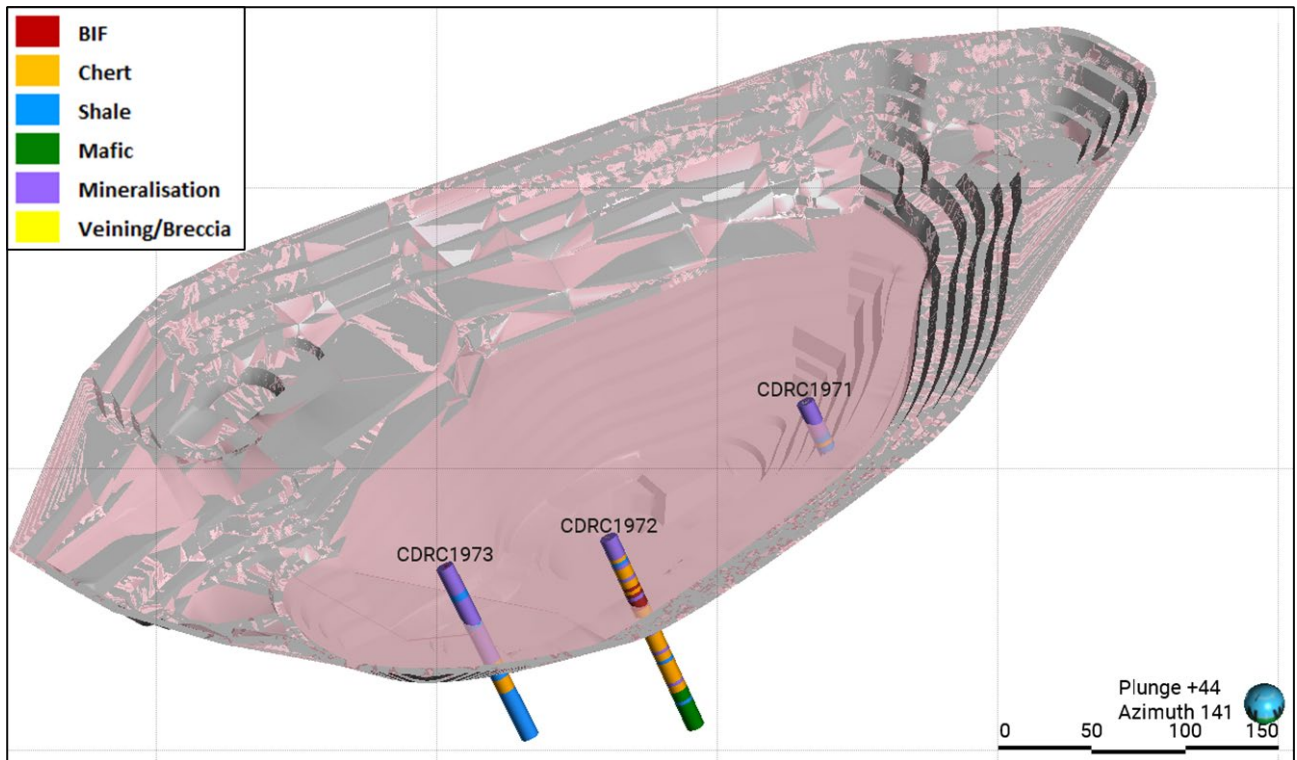 BIF
Chert
Shale
Mafic
Mineralisation
Veining/Breccia
CDRC1971
CDRC1972
CDRC1973
Plunge +44
Azimuth 141
0 50 100 150